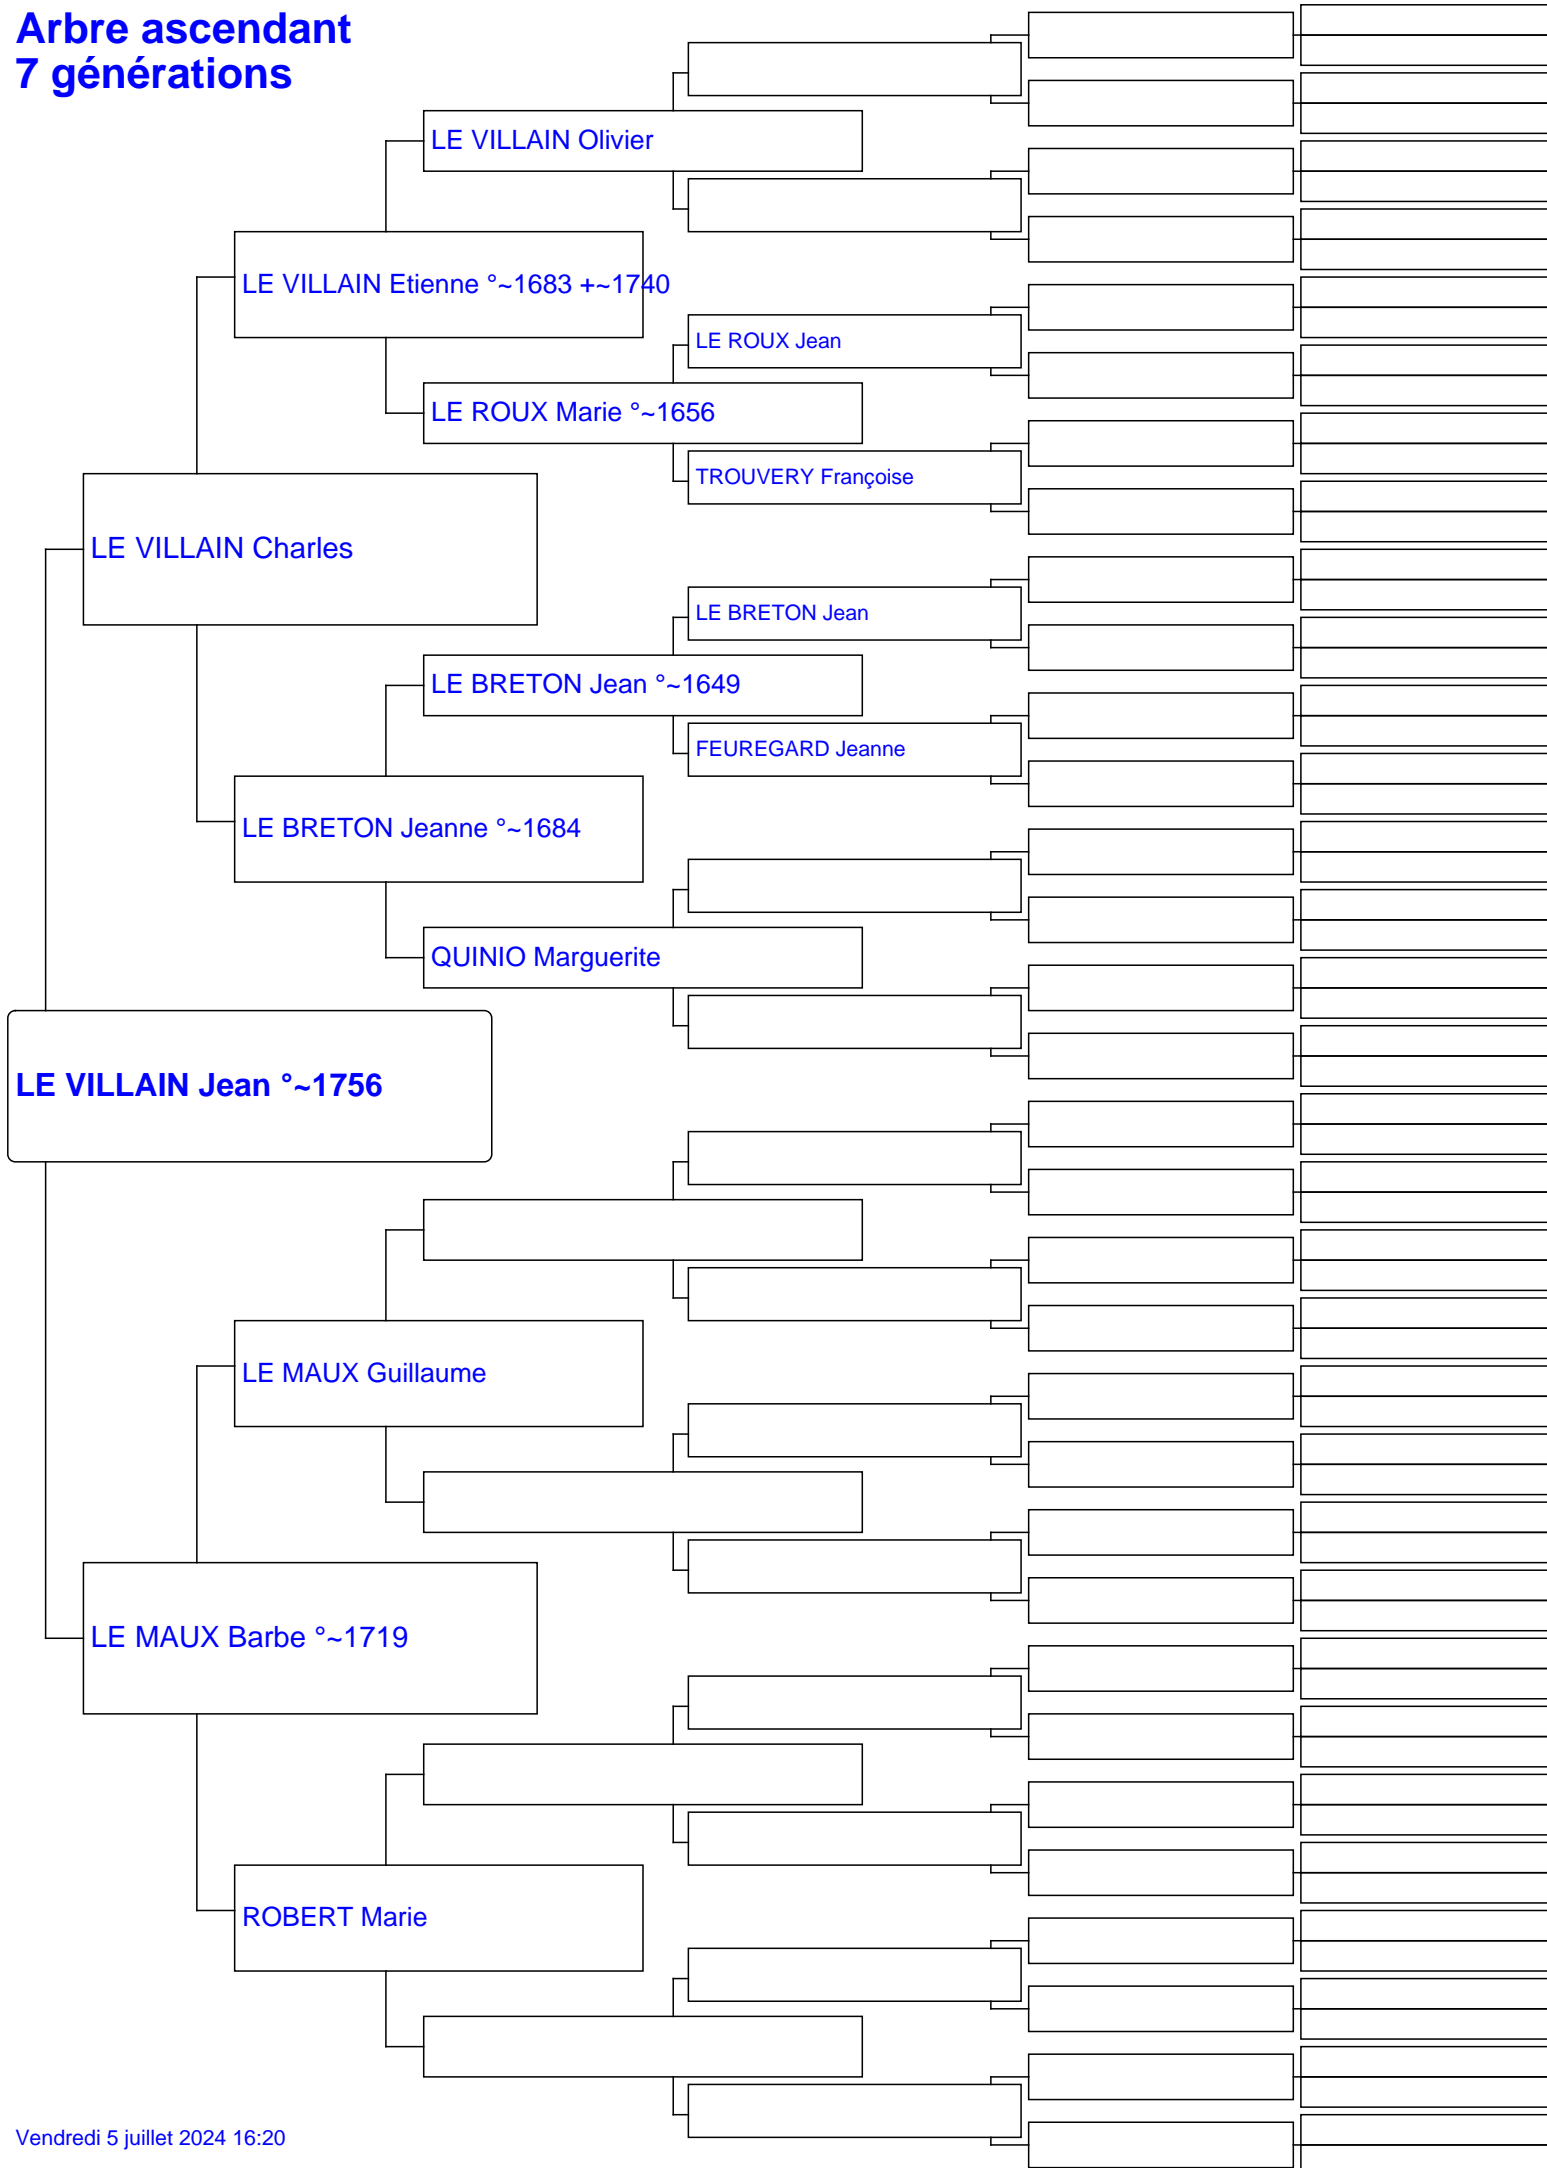 Arbre ascendant
7 générations
LE VILLAIN Olivier
LE VILLAIN Etienne °~1683 +~1740
LE ROUX Jean
LE ROUX Marie °~1656
TROUVERY Françoise
LE VILLAIN Charles
LE BRETON Jean
LE BRETON Jean °~1649
FEUREGARD Jeanne
LE BRETON Jeanne °~1684
QUINIO Marguerite
LE VILLAIN Jean °~1756
LE MAUX Guillaume
LE MAUX Barbe °~1719
ROBERT Marie
Vendredi 5 juillet 2024 16:20